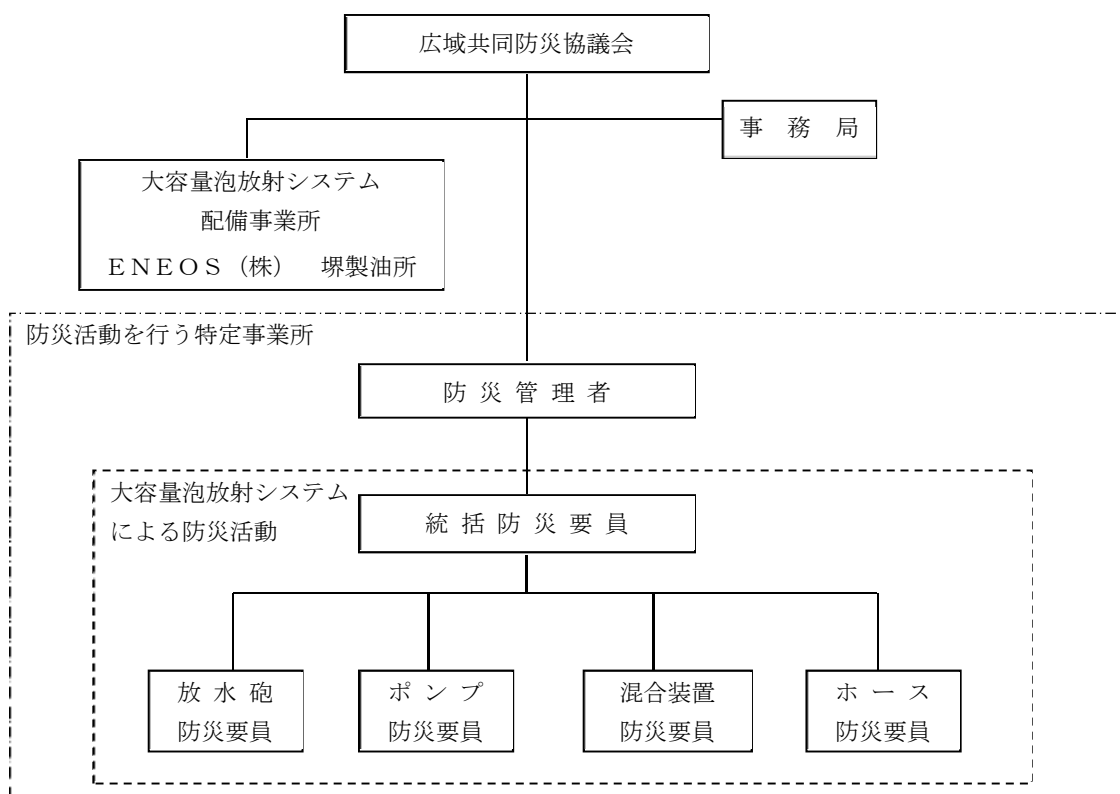 広域共同防災協議会
事　務　局
大容量泡放射システム
配備事業所
ＥＮＥＯＳ（株）　堺製油所
防災活動を行う特定事業所
防 災 管 理 者
大容量泡放射システム
による防災活動
統 括 防 災 要 員
放 水 砲
防災要員
ポ ン プ
防災要員
混合装置
防災要員
ホ ー ス
防災要員